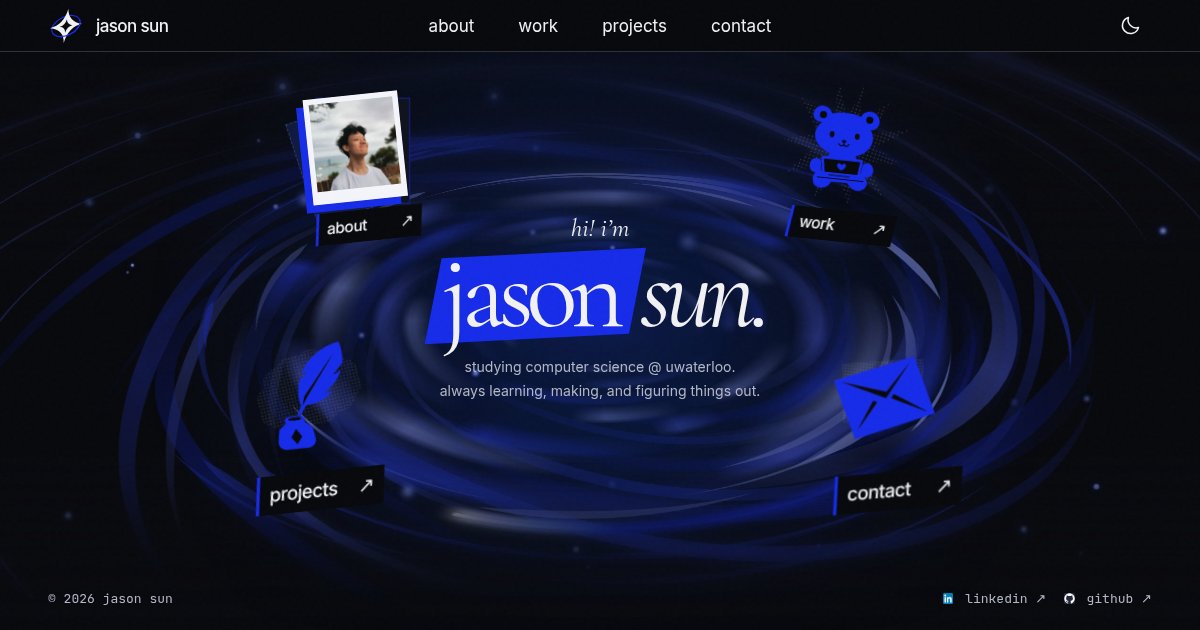 jason sun
about
work
projects
contact
about ↗
work ↗
hi! i’m
jason sun.
studying computer science @ uwaterloo.
always learning, making, and figuring things out.
projects ↗
contact ↗
© 2026 jason sun
in linkedin ↗
github ↗